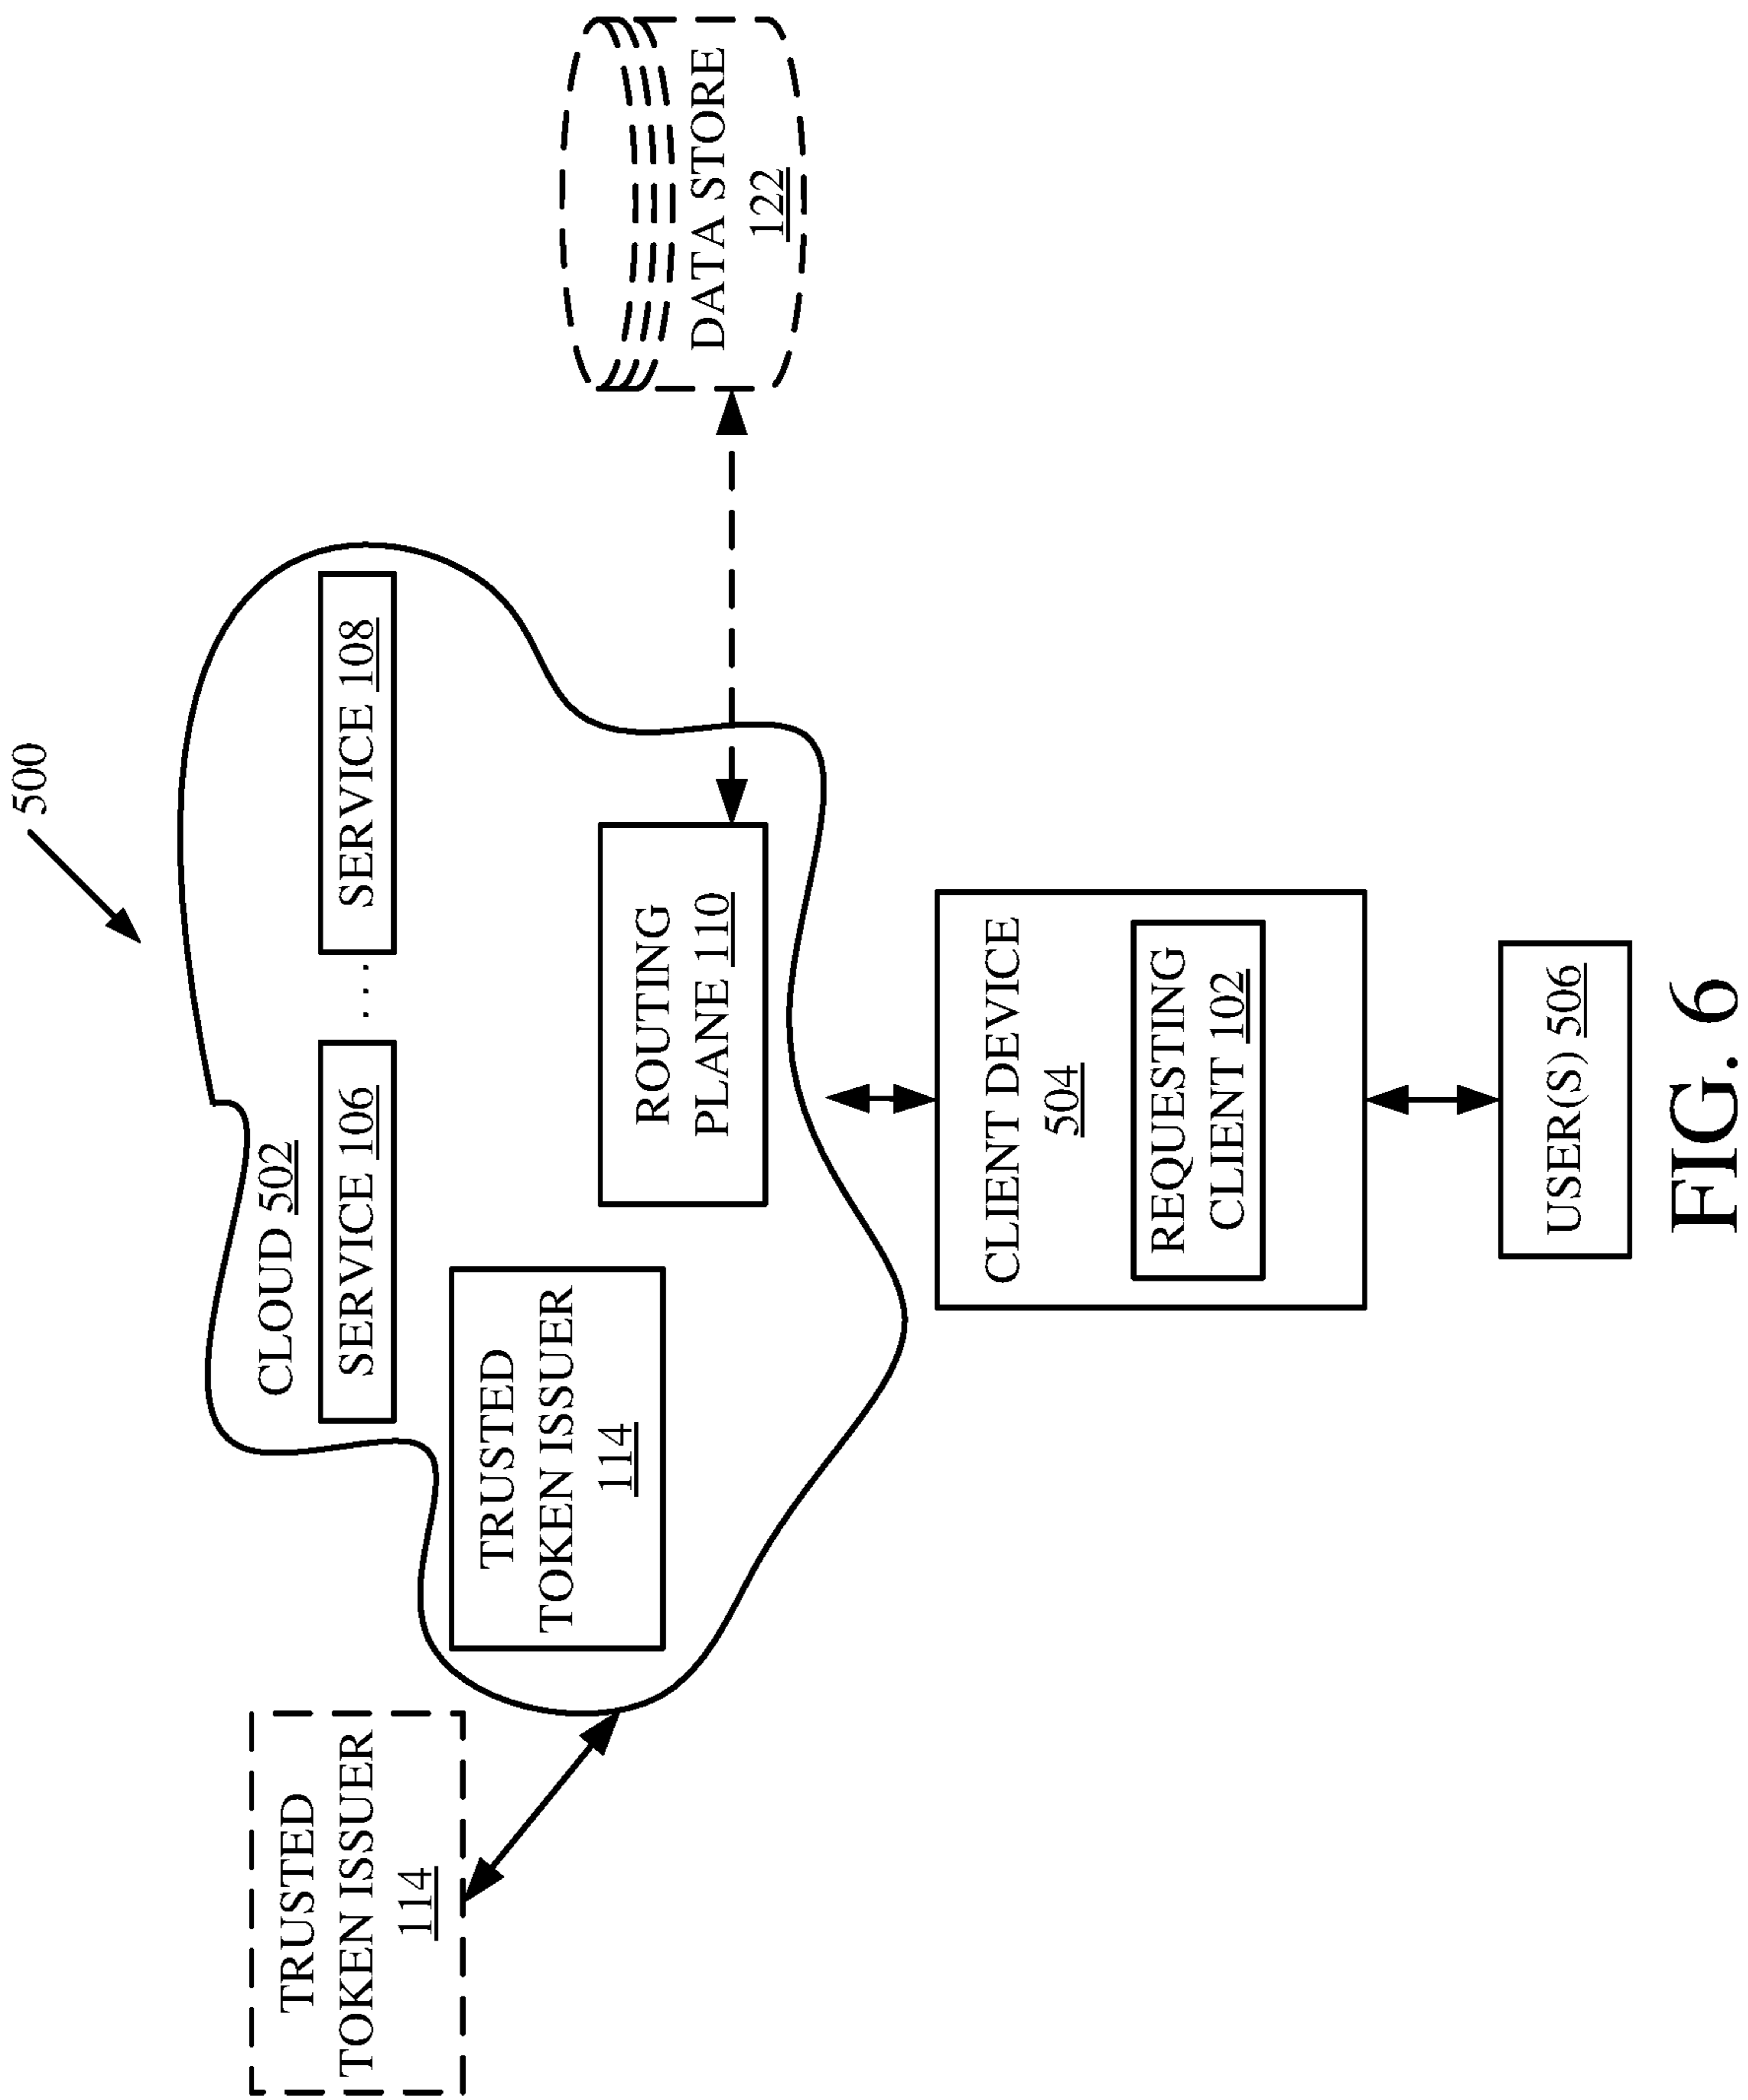 500
CLOUD 502
SERVICE 106
...
SERVICE 108
TRUSTED
TOKEN ISSUER
114
TRUSTED
TOKEN ISSUER
114
ROUTING
PLANE 110
DATA STORE
122
CLIENT DEVICE
504
REQUESTING
CLIENT 102
USER(S) 506
FIG. 6